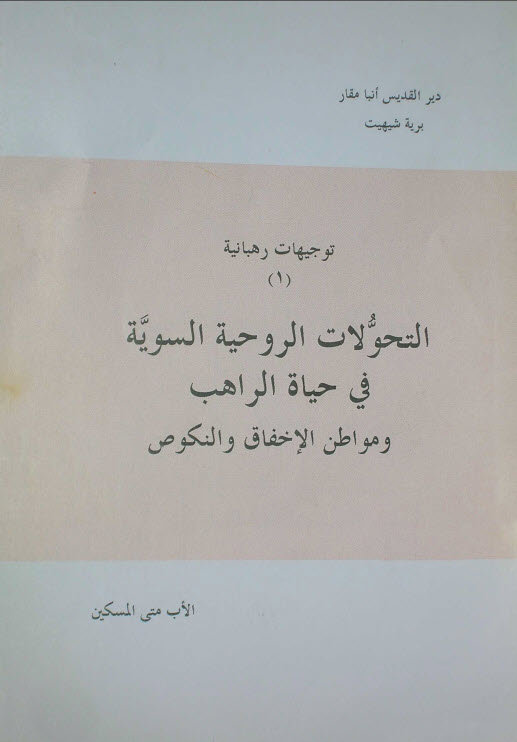 دير القديس أنبا مقار
برية شيهيت
توجيهات رهبانية
(١)
التحوُّلات الروحية السويَّة
في حياة الراهب
ومواطن الإخفاق والنكوص
الأب متى المسكين